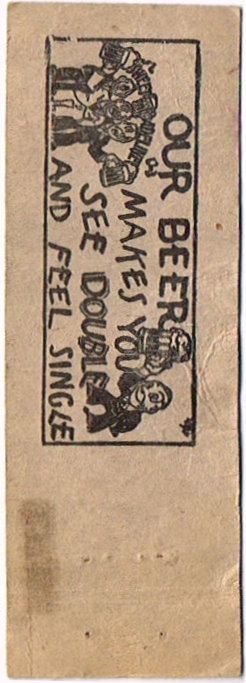 OUR BEER
MAKES YOU
SEE DOUBLE
AND FEEL SINGLE